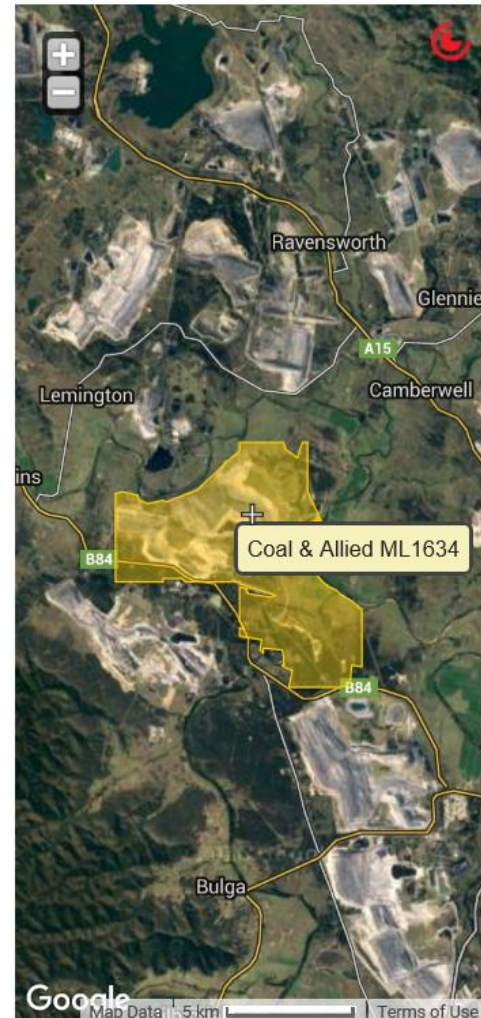 +
−
Ravensworth
Glennie
A15
Lemington
Camberwell
ins
Coal & Allied ML1634
B84
B84
Bulga
Google
Map Data
5 km
Terms of Use